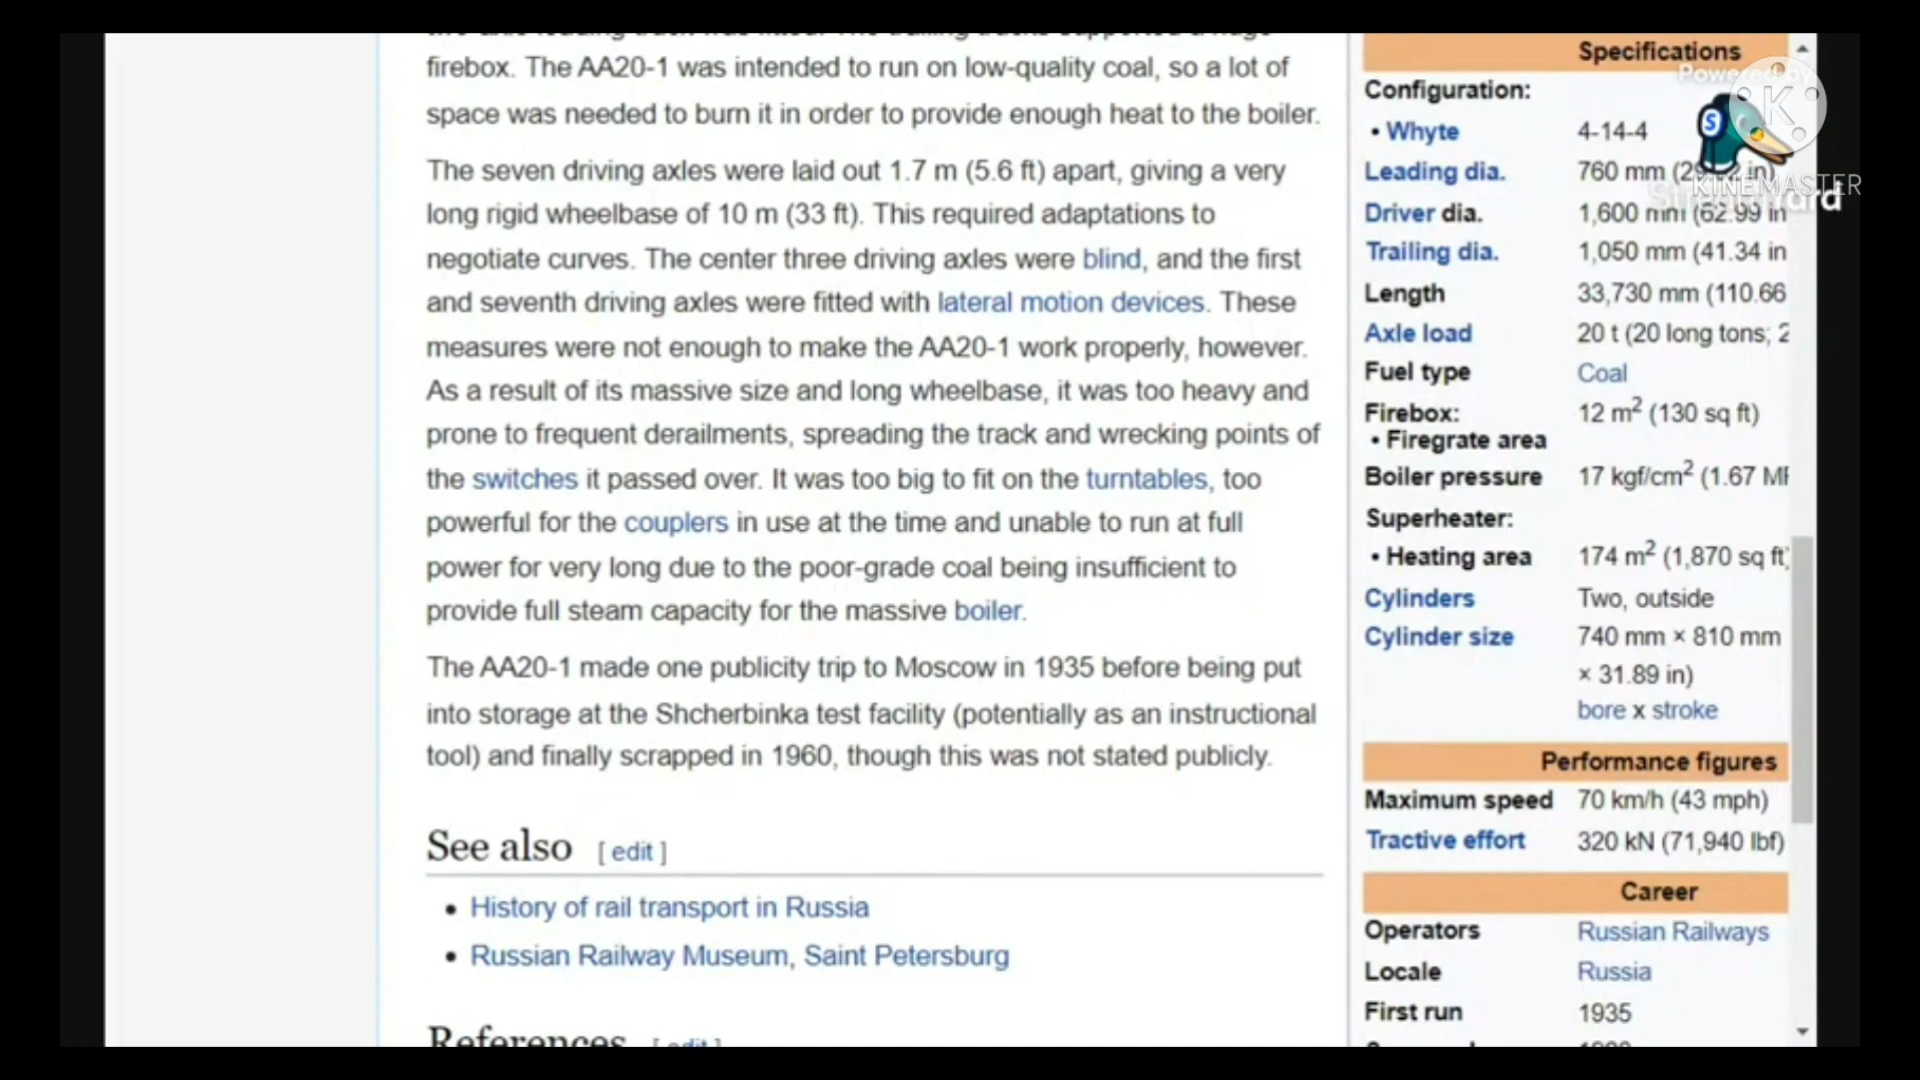 firebox. The AA20-1 was intended to run on low-quality coal, so a lot of
space was needed to burn it in order to provide enough heat to the boiler.
The seven driving axles were laid out 1.7 m (5.6 ft) apart, giving a very
long rigid wheelbase of 10 m (33 ft). This required adaptations to
negotiate curves. The center three driving axles were blind, and the first
and seventh driving axles were fitted with lateral motion devices. These
measures were not enough to make the AA20-1 work properly, however.
As a result of its massive size and long wheelbase, it was too heavy and
prone to frequent derailments, spreading the track and wrecking points of
the switches it passed over. It was too big to fit on the turntables, too
powerful for the couplers in use at the time and unable to run at full
power for very long due to the poor-grade coal being insufficient to
provide full steam capacity for the massive boiler.
The AA20-1 made one publicity trip to Moscow in 1935 before being put
into storage at the Shcherbinka test facility (potentially as an instructional
tool) and finally scrapped in 1960, though this was not stated publicly.
See also [ edit ]
• History of rail transport in Russia
• Russian Railway Museum, Saint Petersburg
References [ edit ]
Specifications
Configuration:
• Whyte 4-14-4
Leading dia. 760 mm in)
Driver dia. 1,600 mm (62.99 in
Trailing dia. 1,050 mm (41.34 in
Length 33,730 mm (110.66
Axle load 20 t (20 long tons; 2
Fuel type Coal
Firebox: 12 m² (130 sq ft)
• Firegrate area
Boiler pressure 17 kgf/cm² (1.67 MP
Superheater:
• Heating area 174 m² (1,870 sq ft)
Cylinders Two, outside
Cylinder size 740 mm × 810 mm
× 31.89 in)
bore x stroke
Performance figures
Maximum speed 70 km/h (43 mph)
Tractive effort 320 kN (71,940 lbf)
Career
Operators Russian Railways
Locale Russia
First run 1935
Powered by
K
S
KINEMASTER